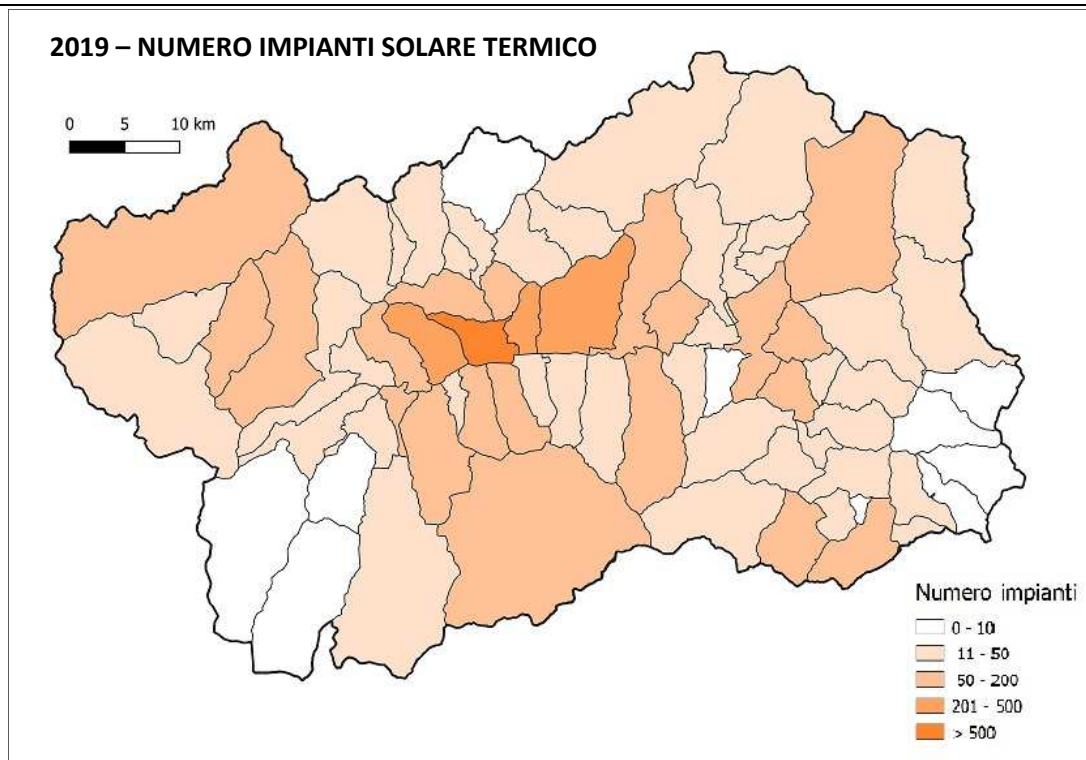 2019 – NUMERO IMPIANTI SOLARE TERMICO
0 5 10 km
Numero impianti
0 - 10
11 - 50
50 - 200
201 - 500
> 500